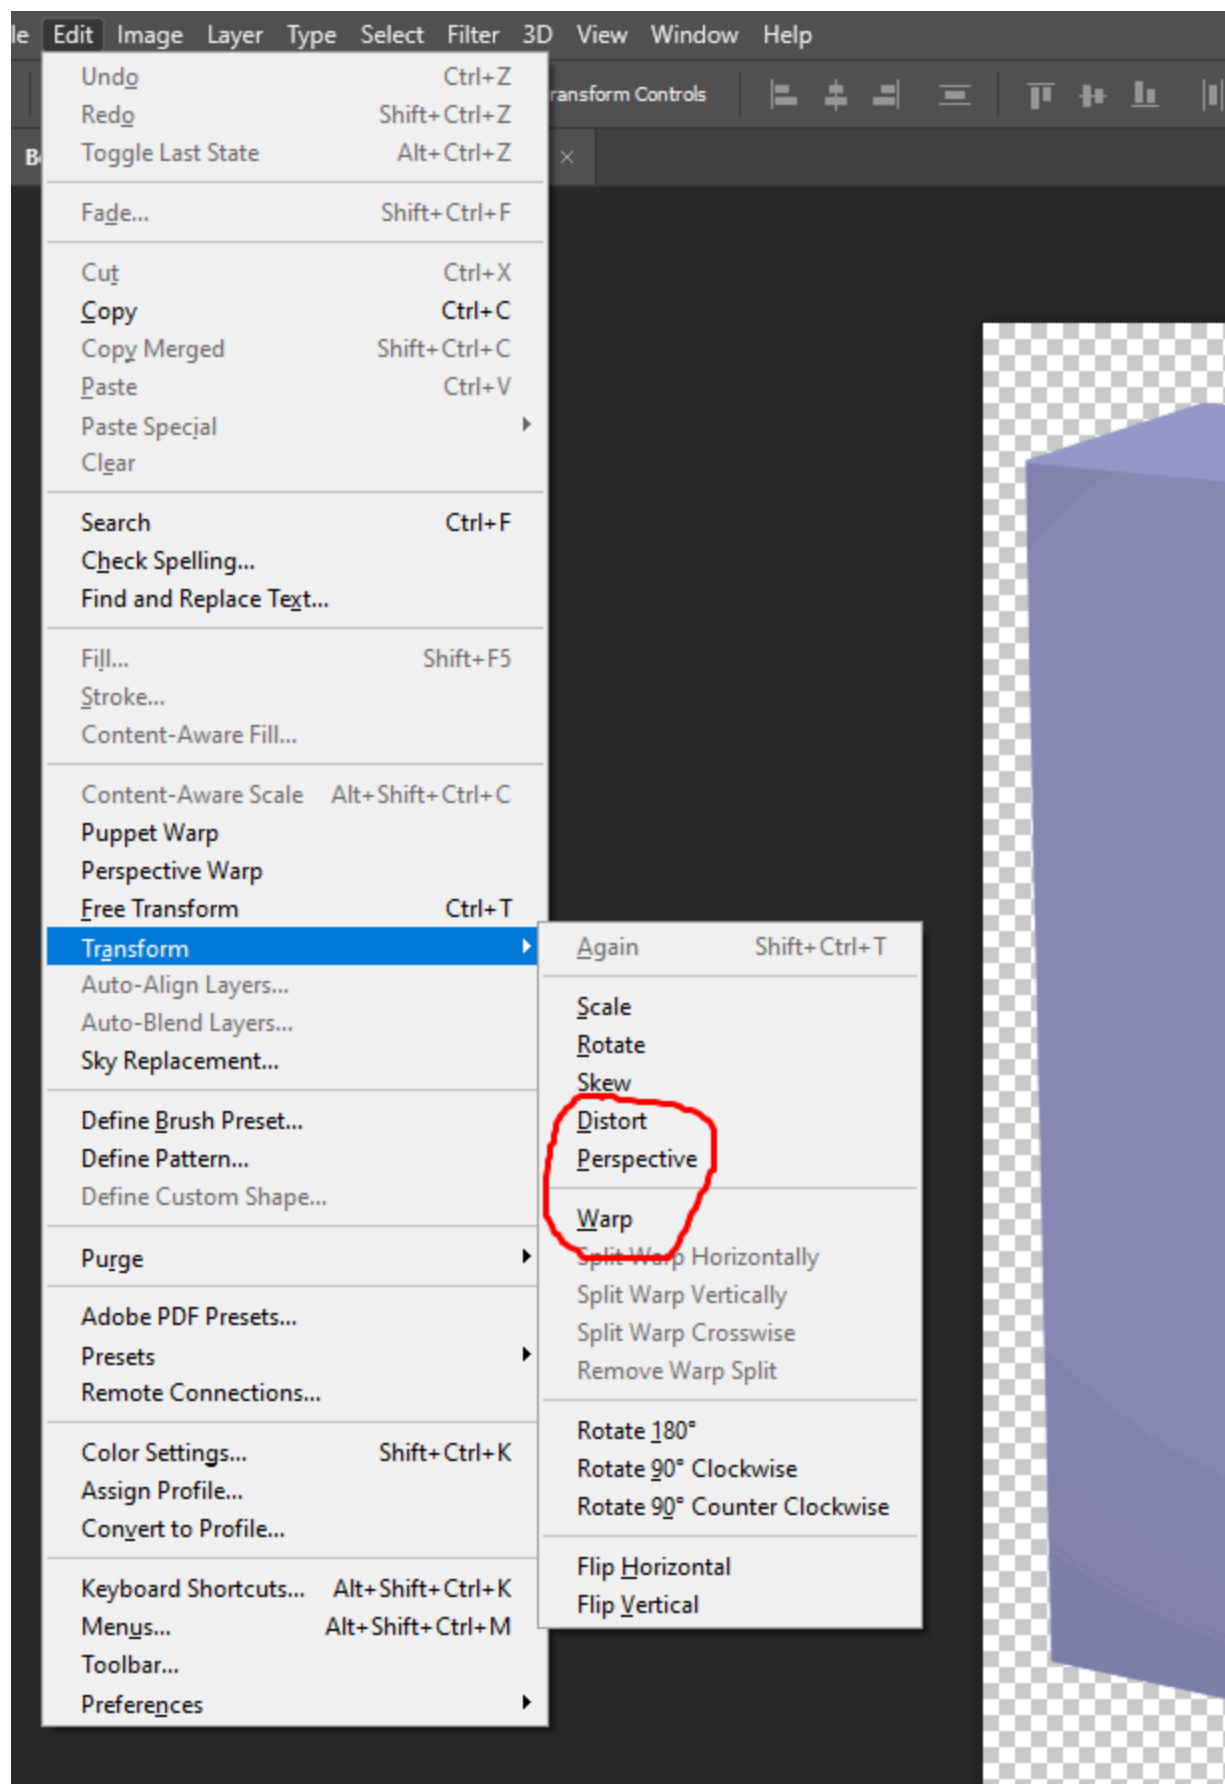 le Edit Image Layer Type Select Filter 3D View Window Help
ransform Controls
B
Undo Ctrl+Z
Redo Shift+Ctrl+Z
Toggle Last State Alt+Ctrl+Z
Fade... Shift+Ctrl+F
Cut Ctrl+X
Copy Ctrl+C
Copy Merged Shift+Ctrl+C
Paste Ctrl+V
Paste Special
Clear
Search Ctrl+F
Check Spelling...
Find and Replace Text...
Fill... Shift+F5
Stroke...
Content-Aware Fill...
Content-Aware Scale Alt+Shift+Ctrl+C
Puppet Warp
Perspective Warp
Free Transform Ctrl+T
Transform
Auto-Align Layers...
Auto-Blend Layers...
Sky Replacement...
Define Brush Preset...
Define Pattern...
Define Custom Shape...
Purge
Adobe PDF Presets...
Presets
Remote Connections...
Color Settings... Shift+Ctrl+K
Assign Profile...
Convert to Profile...
Keyboard Shortcuts... Alt+Shift+Ctrl+K
Menus... Alt+Shift+Ctrl+M
Toolbar...
Preferences
Again Shift+Ctrl+T
Scale
Rotate
Skew
Distort
Perspective
Warp
Split Warp Horizontally
Split Warp Vertically
Split Warp Crosswise
Remove Warp Split
Rotate 180°
Rotate 90° Clockwise
Rotate 90° Counter Clockwise
Flip Horizontal
Flip Vertical